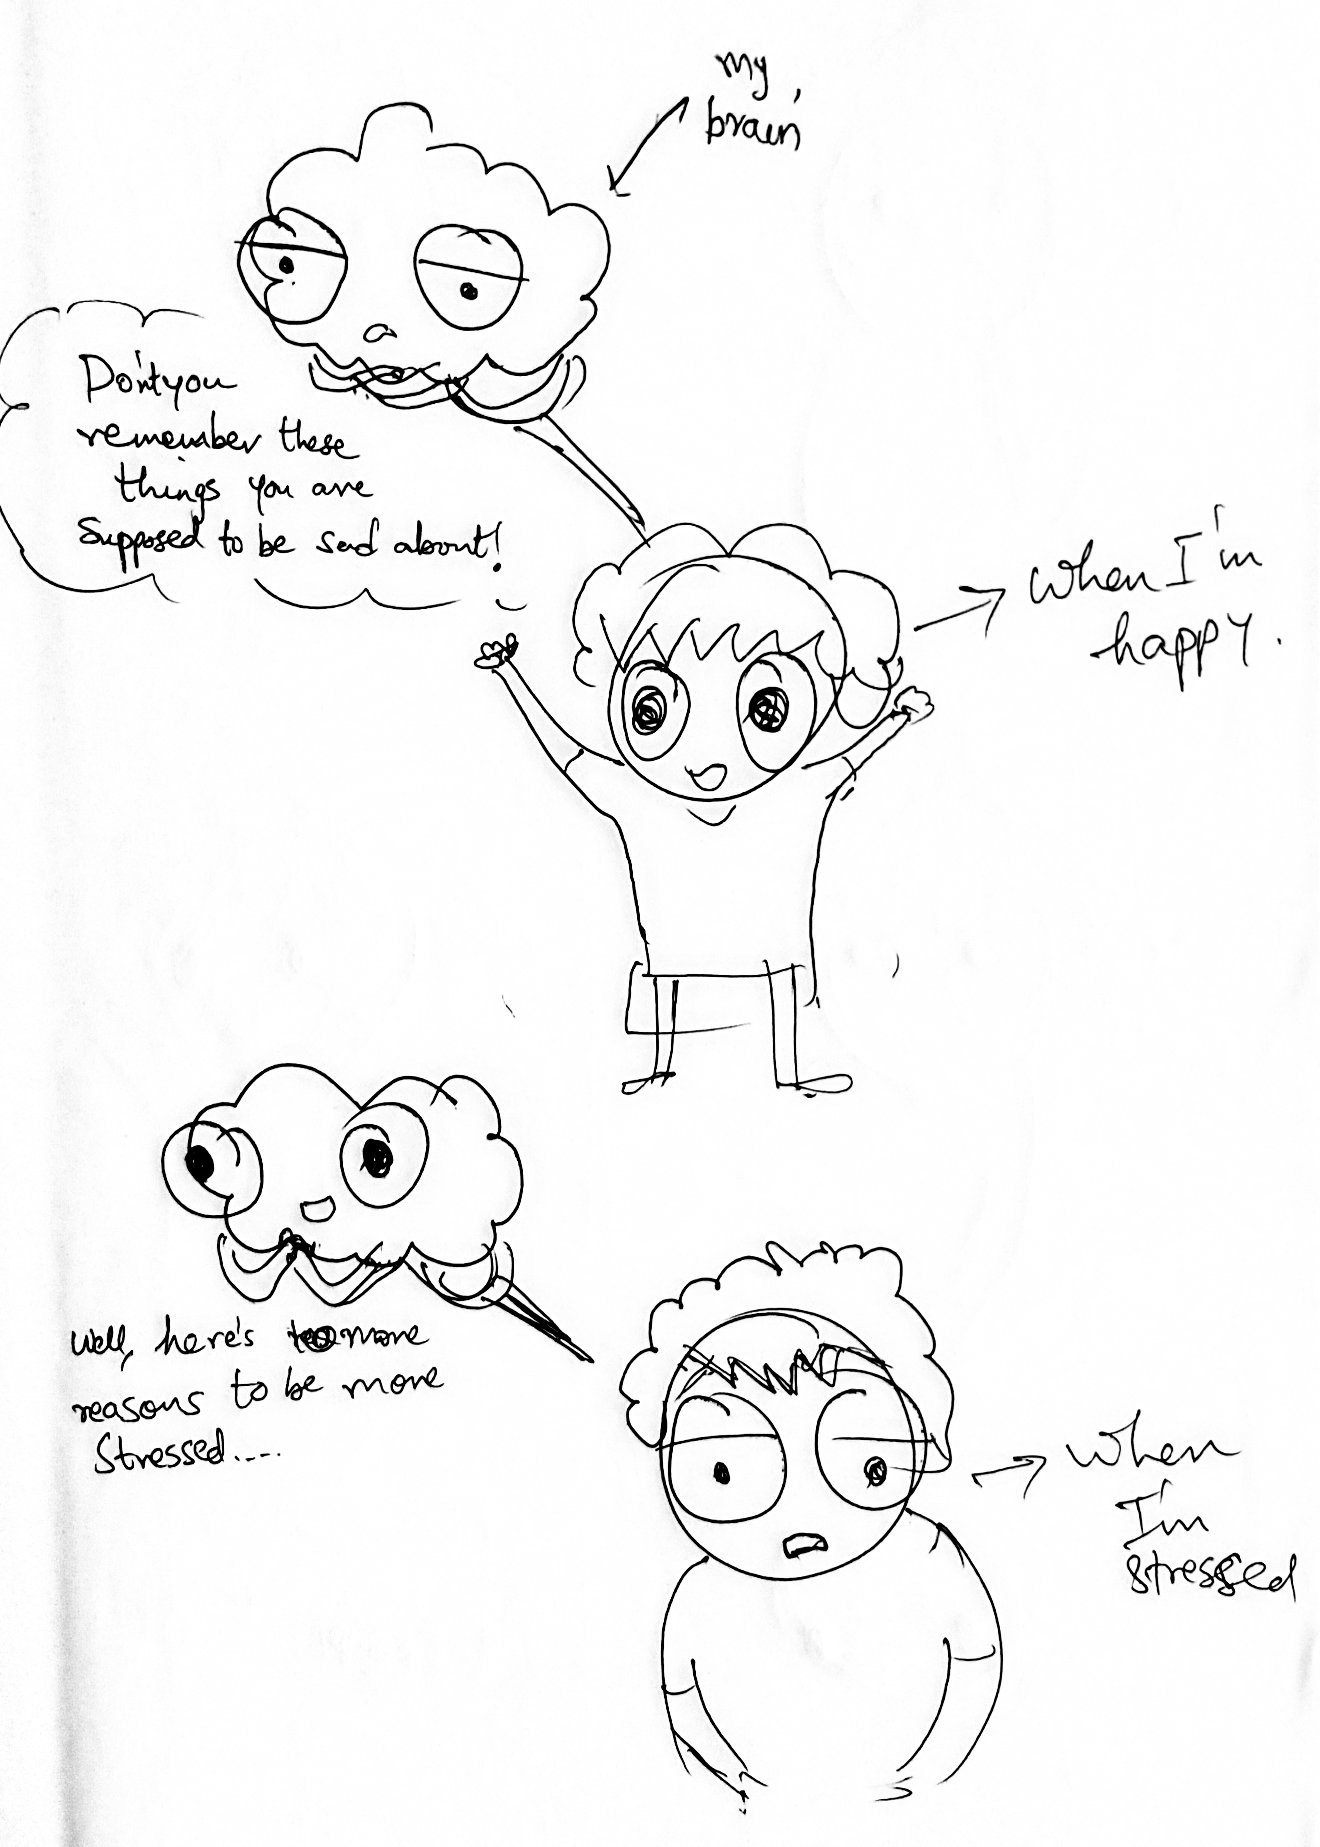 my
brain
Don't you
remember these
things you are
Supposed to be sad about!
When I'm
happy.
Well, here's more
reasons to be more
Stressed....
When
I'm
stressed